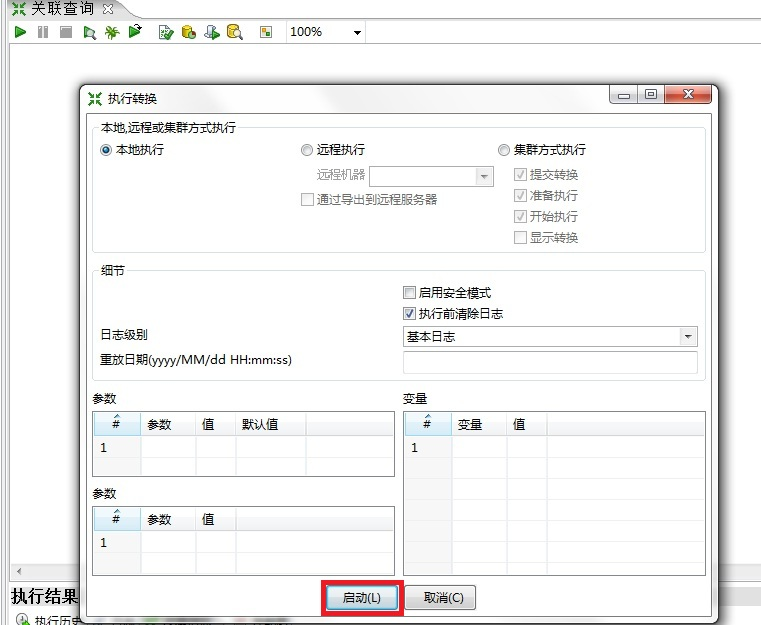 关联查询
100%
执行转换
本地,远程或集群方式执行
本地执行 远程执行 集群方式执行
远程机器 提交转换
通过导出到远程服务器 准备执行
开始执行
显示转换
细节
启用安全模式
执行前清除日志
日志级别 基本日志
重放日期(yyyy/MM/dd HH:mm:ss)
参数 变量
# 参数 值 默认值 # 变量 值
1 1
参数
# 参数 值
1
启动(L) 取消(C)
执行结果
执行历史